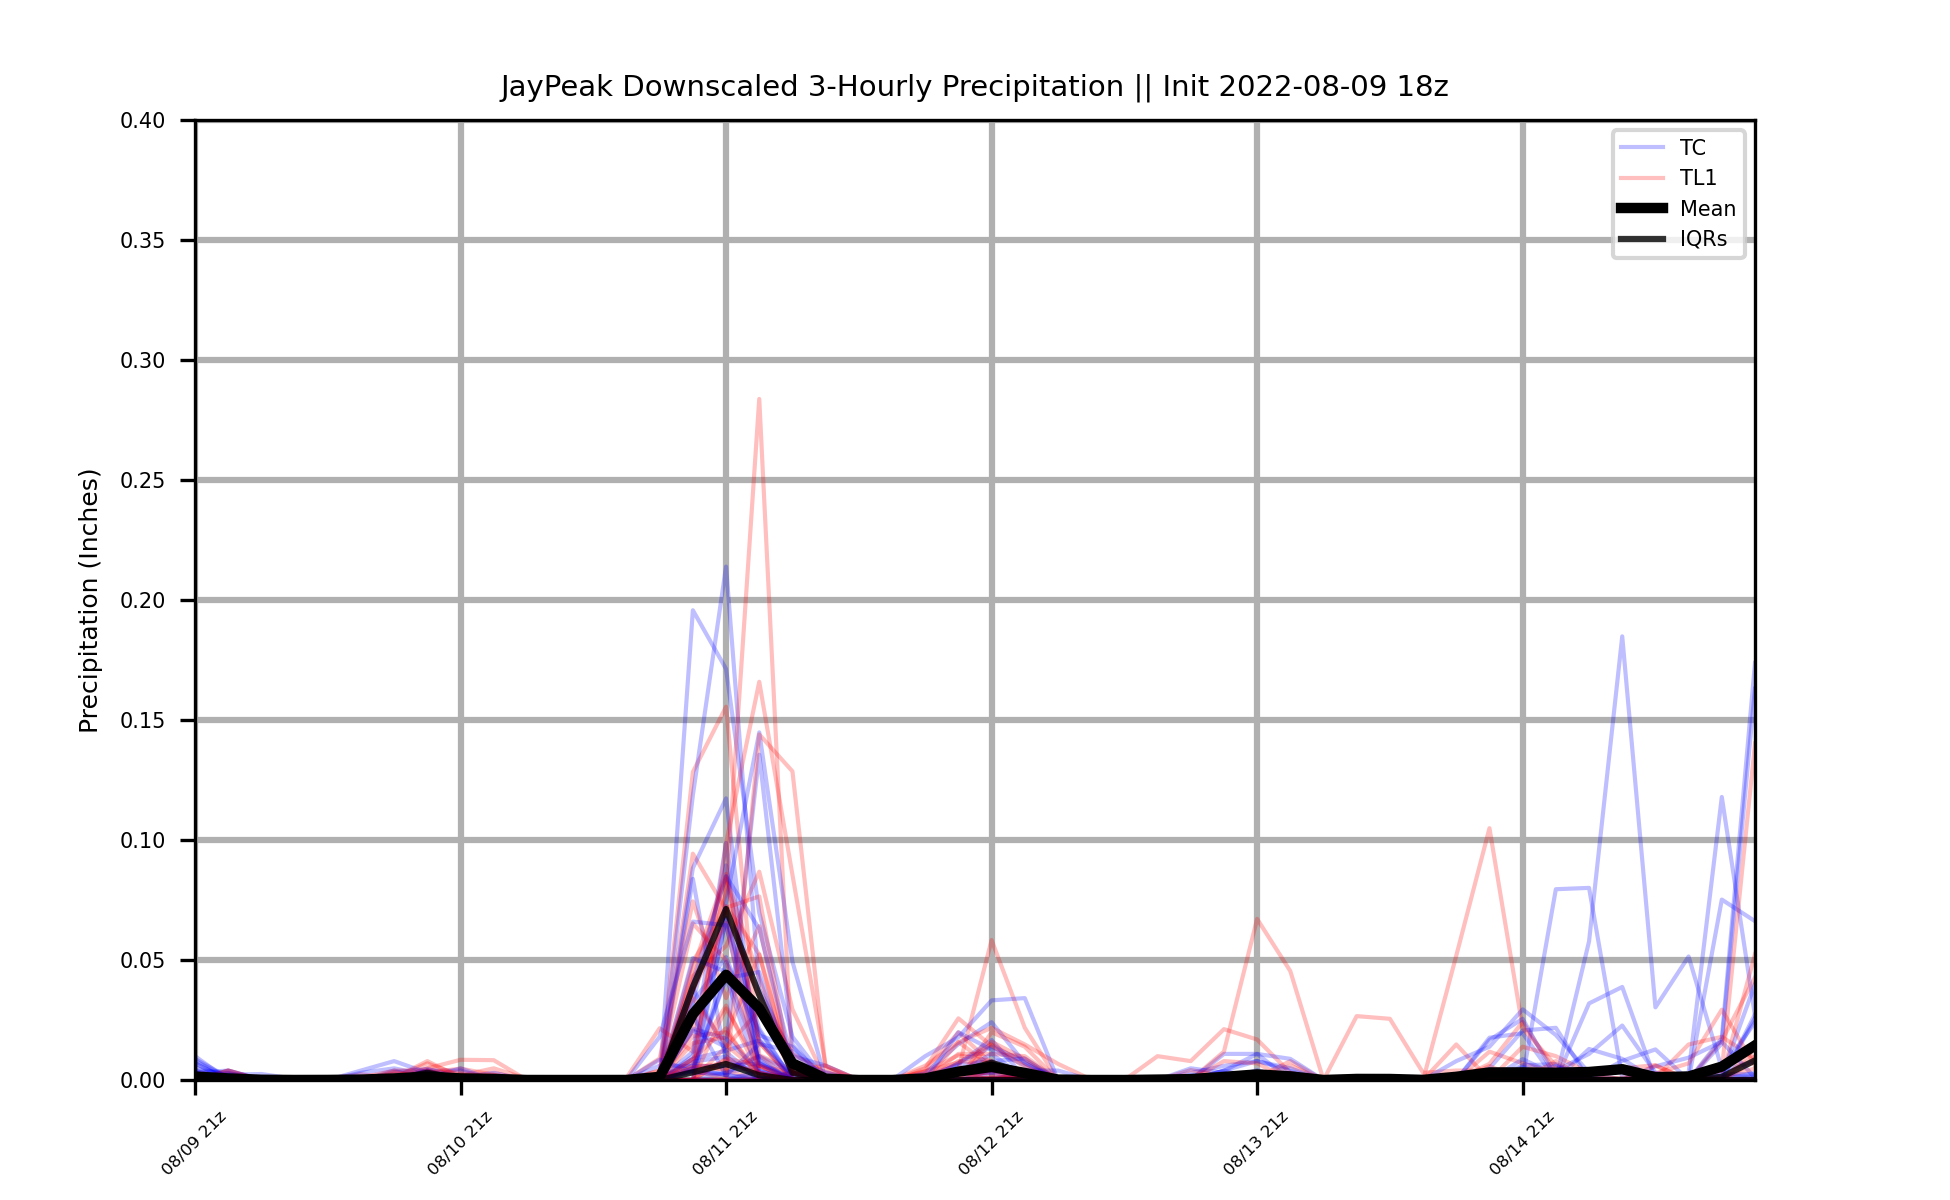 JayPeak Downscaled 3-Hourly Precipitation || Init 2022-08-09 18z
TC
TL1
Mean
IQRs
Precipitation (Inches)
0.40
0.35
0.30
0.25
0.20
0.15
0.10
0.05
0.00
08/09 21z
08/10 21z
08/11 21z
08/12 21z
08/13 21z
08/14 21z